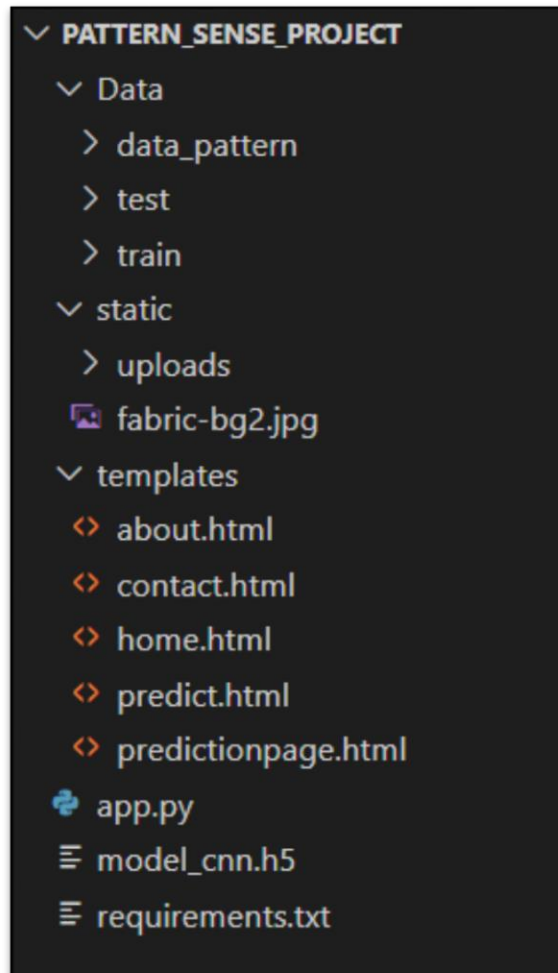 PATTERN_SENSE_PROJECT
Data
data_pattern
test
train
static
uploads
fabric-bg2.jpg
templates
about.html
contact.html
home.html
predict.html
predictionpage.html
app.py
model_cnn.h5
requirements.txt